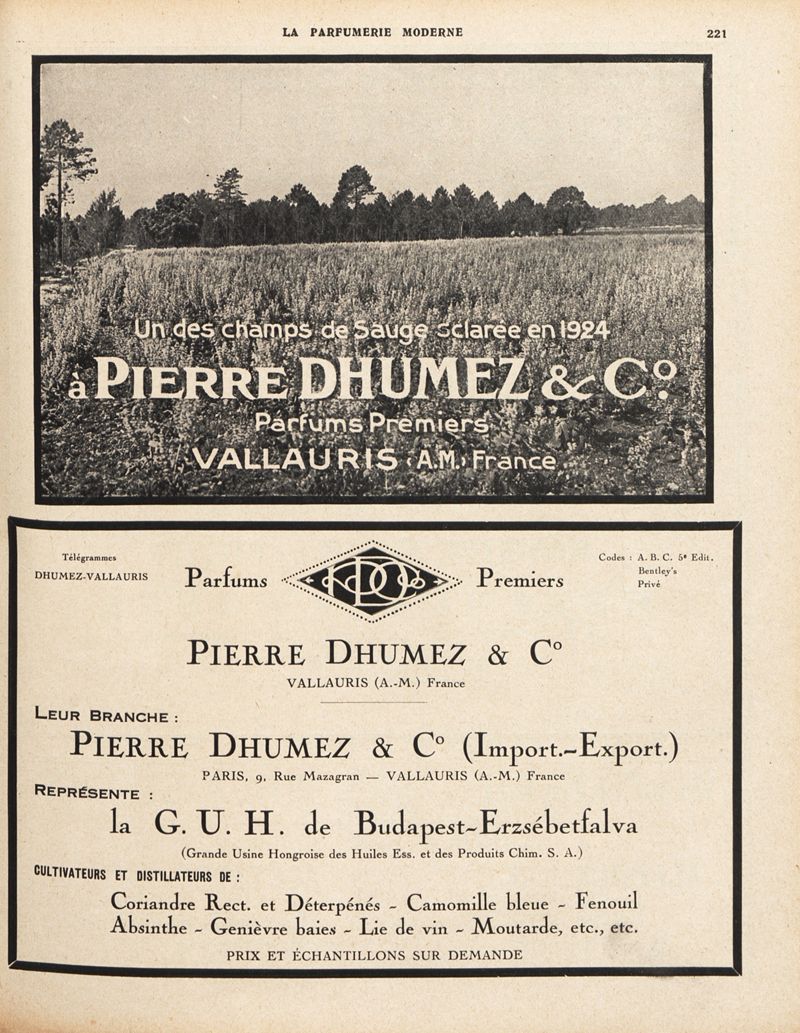 LA PARFUMERIE MODERNE 221
Un des champs de Sauge sclarée en 1924
à PIERRE DHUMEZ & Cº.
Parfums Premiers
VALLAURIS (A.M.) France
Télégrammes
DHUMEZ-VALLAURIS
Parfums
Premiers
Codes : A. B. C. 5e Edit.
Bentley's
Privé
PIERRE DHUMEZ & Cº
VALLAURIS (A.-M.) France
LEUR BRANCHE :
PIERRE DHUMEZ & Cº (Import.-Export.)
PARIS, 9, Rue Mazagran — VALLAURIS (A.-M.) France
REPRÉSENTE :
la G. U. H. de Budapest-Erzsébetfalva
(Grande Usine Hongroise des Huiles Ess. et des Produits Chim. S. A.)
CULTIVATEURS ET DISTILLATEURS DE :
Coriandre Rect. et Déterpénés - Camomille bleue - Fenouil
Absinthe - Genièvre baies - Lie de vin - Moutarde, etc., etc.
PRIX ET ÉCHANTILLONS SUR DEMANDE